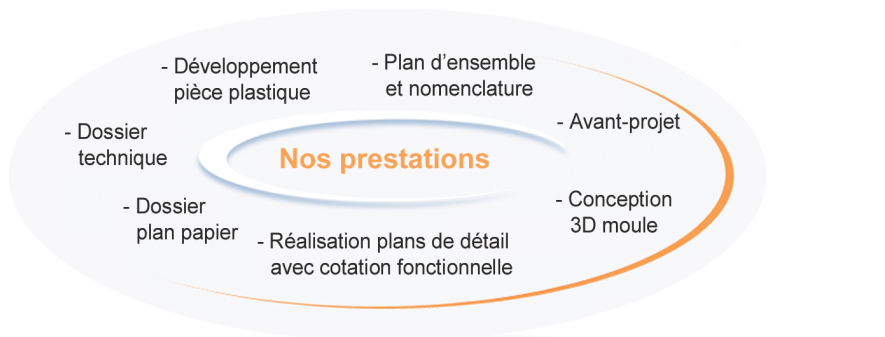 - Développement
pièce plastique
- Plan d’ensemble
et nomenclature
- Avant-projet
- Dossier
technique
Nos prestations
- Conception
3D moule
- Dossier
plan papier
- Réalisation plans de détail
avec cotation fonctionnelle